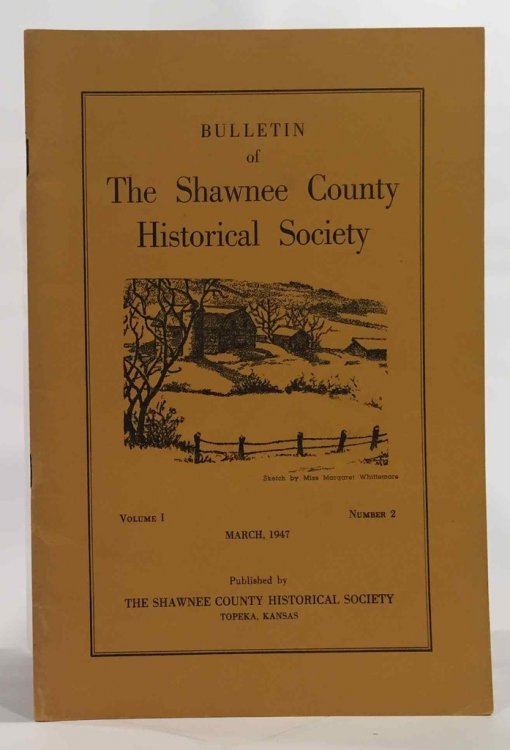 BULLETIN
of
The Shawnee County
Historical Society
Sketch by Miss Margaret Whittemore
VOLUME I NUMBER 2
MARCH, 1947
Published by
THE SHAWNEE COUNTY HISTORICAL SOCIETY
TOPEKA, KANSAS